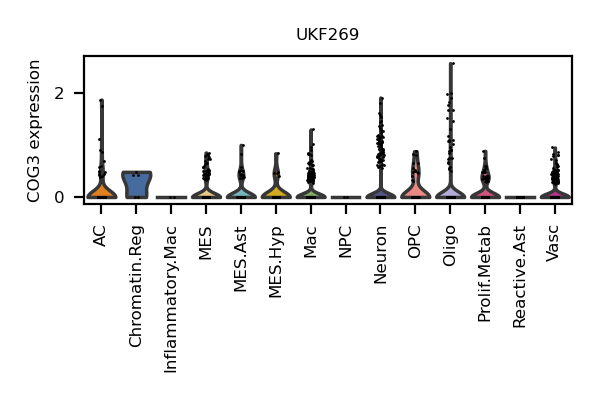 UKF269
COG3 expression
2
0
AC
Chromatin.Reg
Inflammatory.Mac
MES
MES.Ast
MES.Hyp
Mac
NPC
Neuron
OPC
Oligo
Prolif.Metab
Reactive.Ast
Vasc